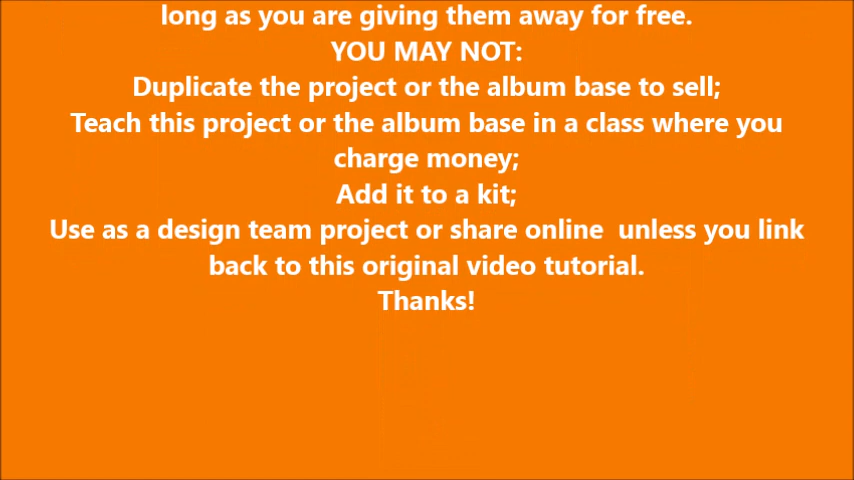 long as you are giving them away for free.
YOU MAY NOT:
Duplicate the project or the album base to sell;
Teach this project or the album base in a class where you
charge money;
Add it to a kit;
Use as a design team project or share online  unless you link
back to this original video tutorial.
Thanks!